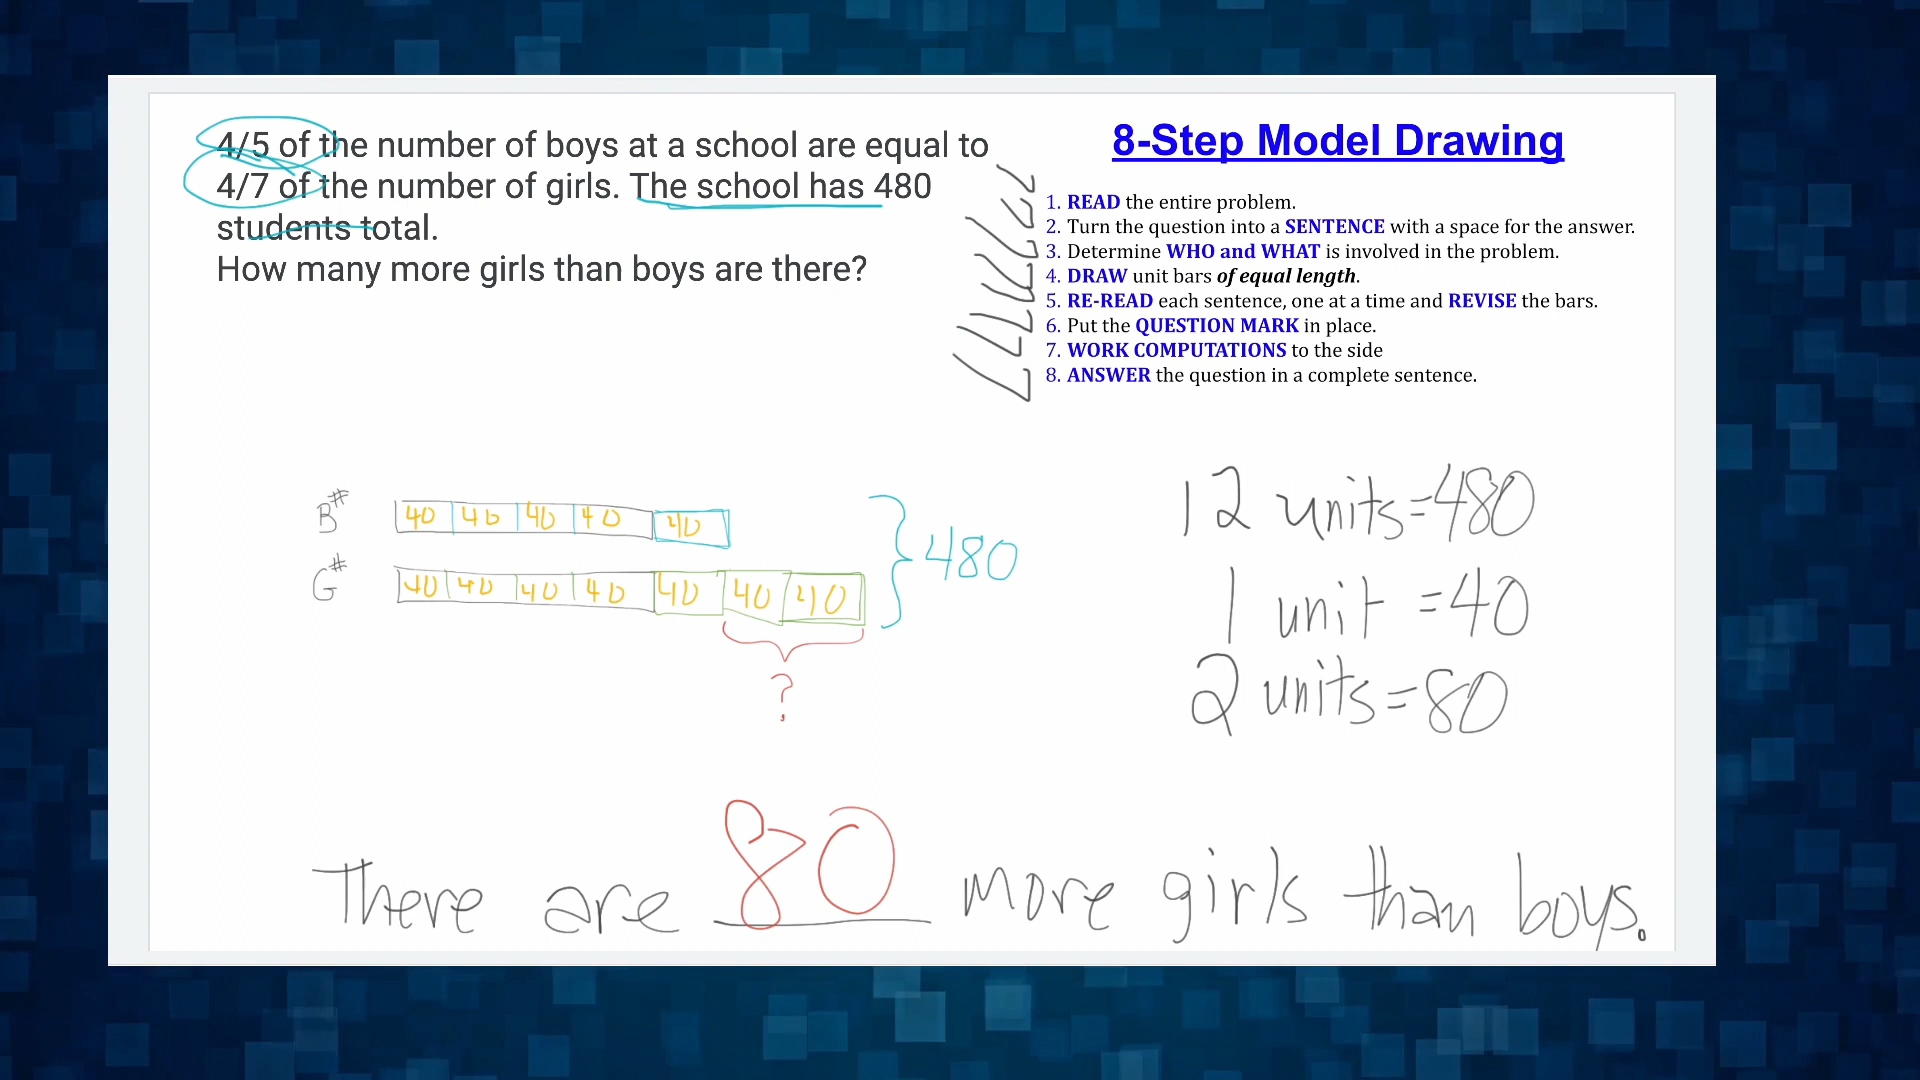 4/5 of the number of boys at a school are equal to
4/7 of the number of girls. The school has 480
students total.
How many more girls than boys are there?
8-Step Model Drawing
1. READ the entire problem.
2. Turn the question into a SENTENCE with a space for the answer.
3. Determine WHO and WHAT is involved in the problem.
4. DRAW unit bars of equal length.
5. RE-READ each sentence, one at a time and REVISE the bars.
6. Put the QUESTION MARK in place.
7. WORK COMPUTATIONS to the side
8. ANSWER the question in a complete sentence.
B# 40 40 40 40 40
G# 40 40 40 40 40 40 40
480
?
12 units=480
1 unit =40
2 units=80
There are 80 more girls than boys.